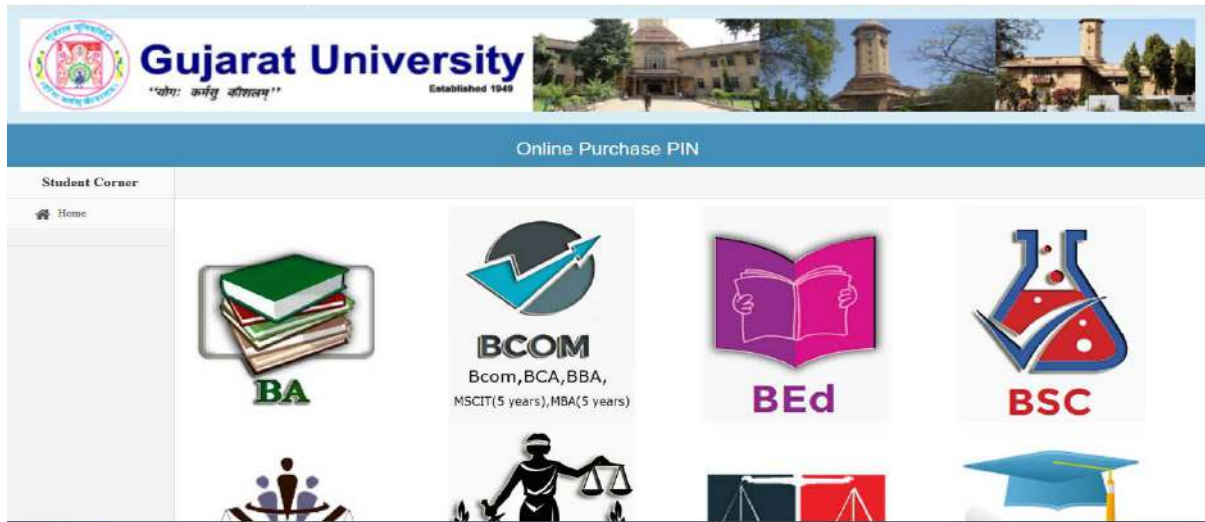 Gujarat University
"योगः कर्मसु कौशलम्"
Established 1949
Online Purchase PIN
Student Corner
Home
BA
BCOM
Bcom,BCA,BBA,
MSCIT(5 years),MBA(5 years)
BEd
BSC